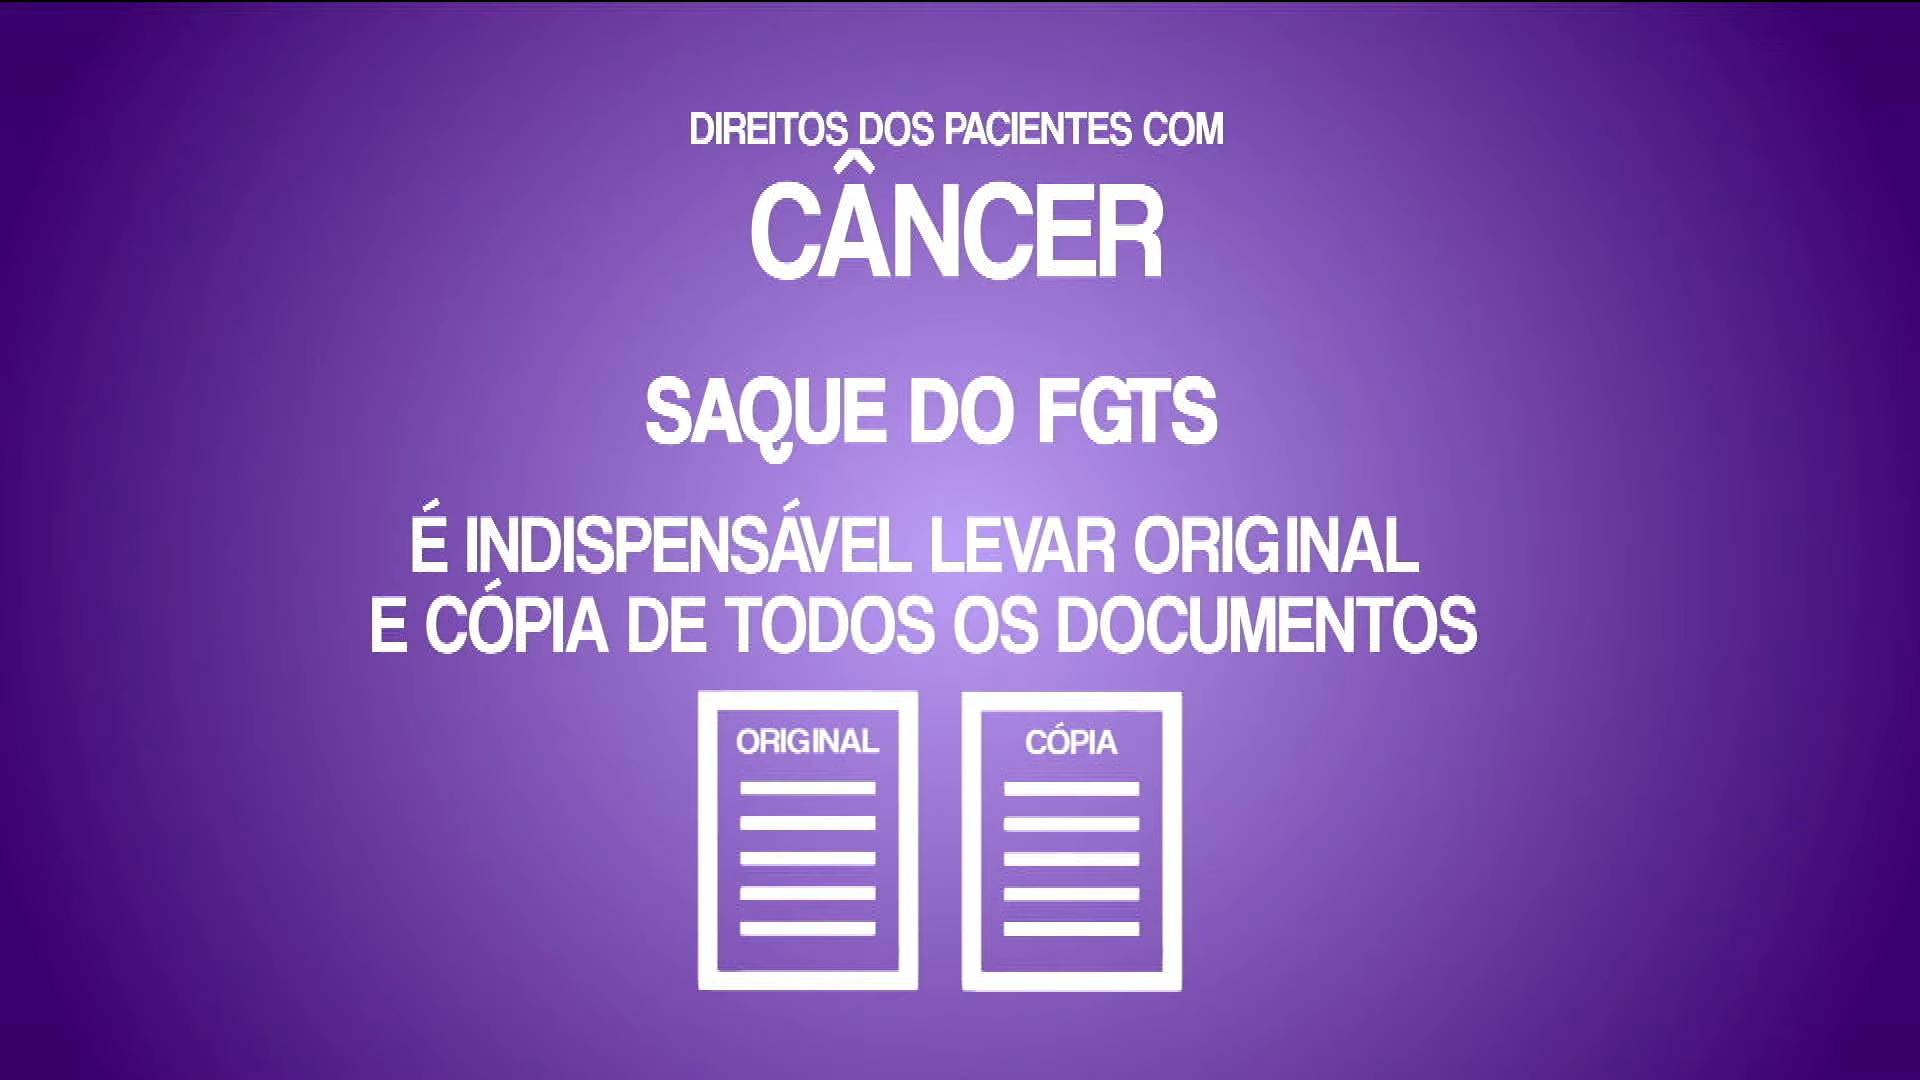 DIREITOS DOS PACIENTES COM
CÂNCER
SAQUE DO FGTS
É INDISPENSÁVEL LEVAR ORIGINAL
E CÓPIA DE TODOS OS DOCUMENTOS
ORIGINAL
CÓPIA